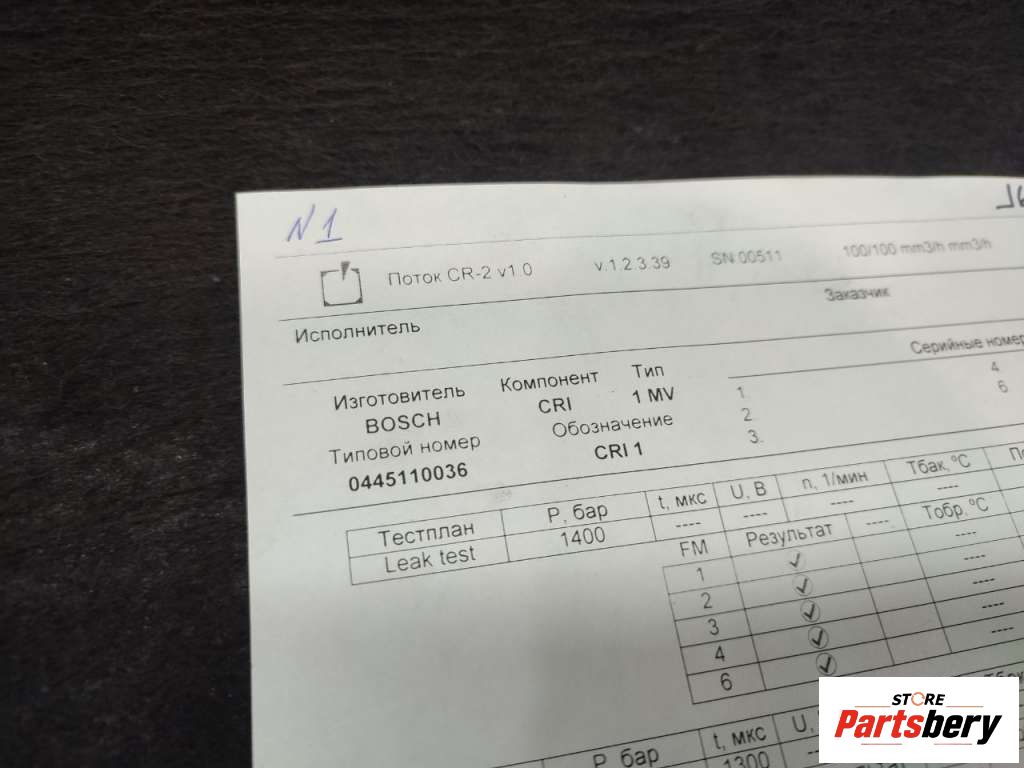 N1
Поток CR-2 v1.0 v.1.2.3.39 SN:00511 100/100 mm3/h mm3/h
Исполнитель Заказчик
Серийные
Изготовитель Компонент Тип
BOSCH CRI 1 MV
Типовой номер Обозначение
0445110036 CRI 1
1. 4
2. 6
3.
Тестплан P, бар t, мкс U, В n, 1/мин Тбак, °C
Leak test 1400 ---- ---- ---- ----
FM Результат ---- Тобр, °C
1 ----
2 ----
3 ----
4 ----
6 ----
P, бар t, мкс U,
1300
STORE
Partsbery